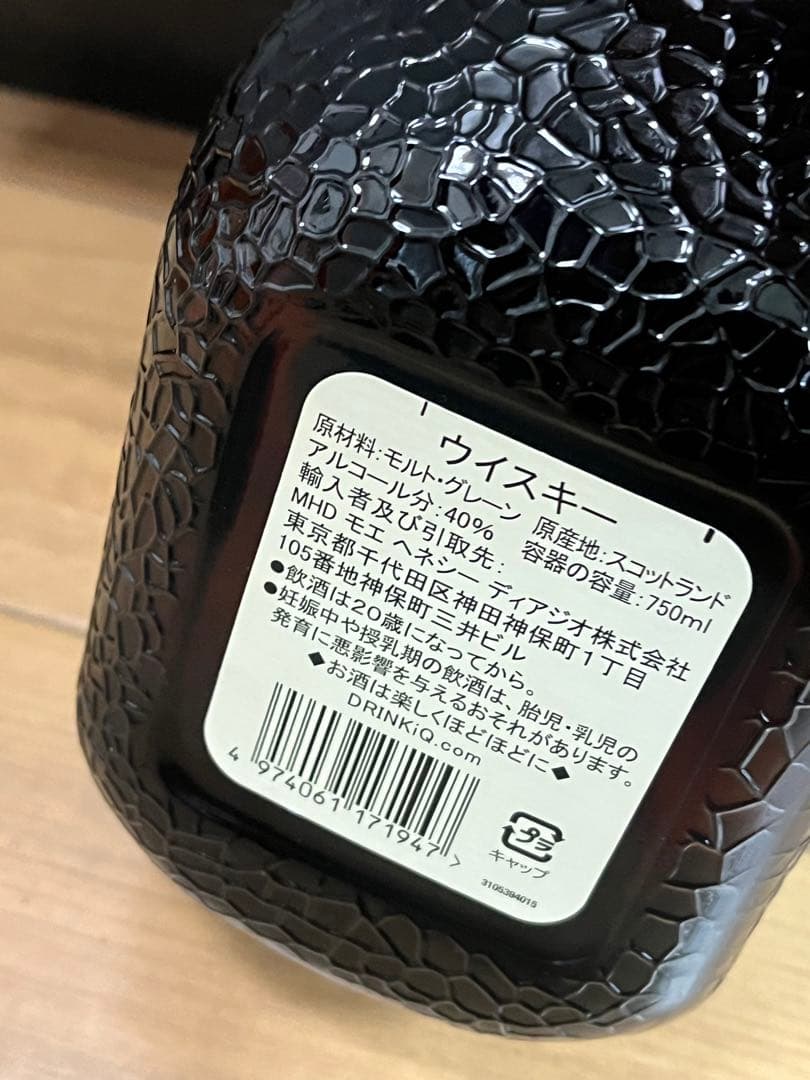 ウイスキー
原材料:モルト・グレーン 原産地:スコットランド
アルコール分:40% 容器の容量:750ml
輸入者及び引取先:
MHD モエ ヘネシー ディアジオ株式会社
東京都千代田区神田神保町1丁目
105番地神保町三井ビル
●飲酒は20歳になってから。
●妊娠中や授乳期の飲酒は、胎児・乳児の
発育に悪影響を与えるおそれがあります。
◆お酒は楽しくほどほどに◆
DRINKiQ.com
4 974061 171947 >
プラ
キャップ
3105394015